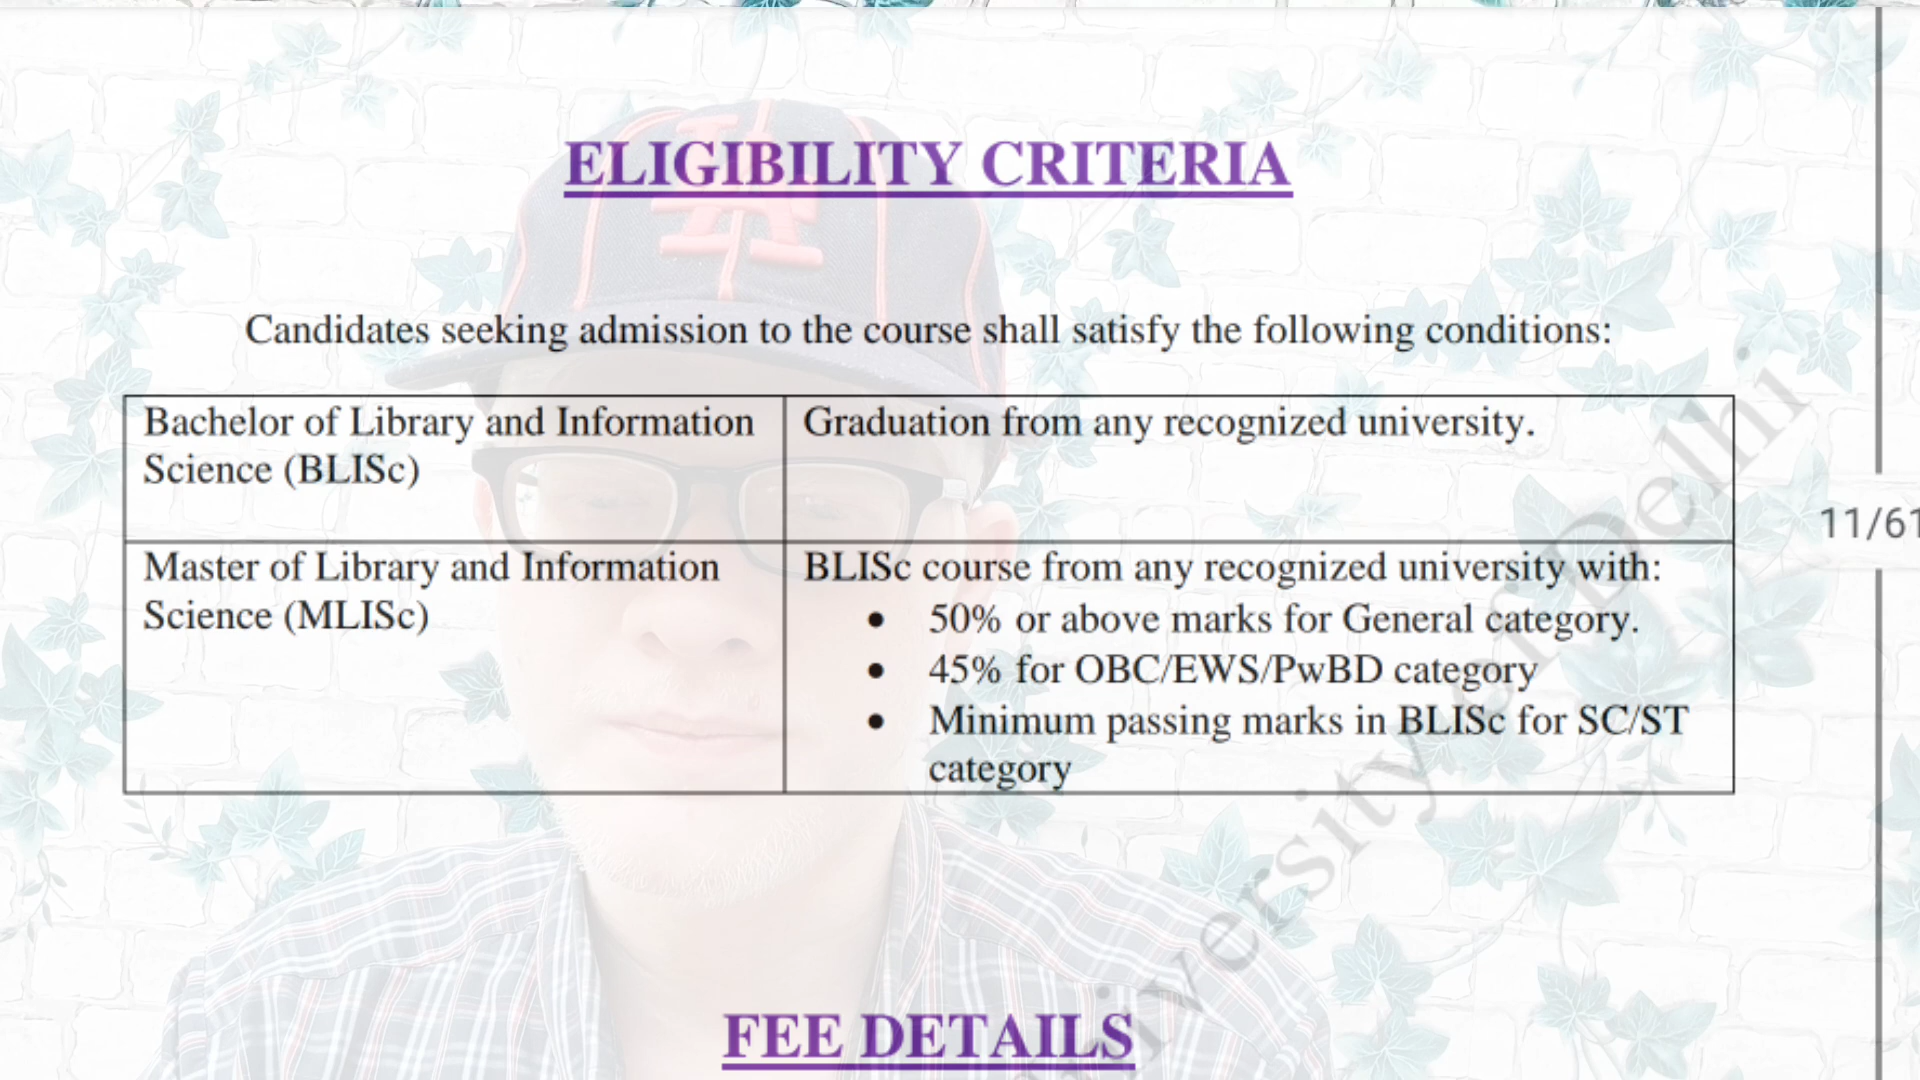 ELIGIBILITY CRITERIA
Candidates seeking admission to the course shall satisfy the following conditions:
Bachelor of Library and Information
Science (BLISc)
Graduation from any recognized university.
Master of Library and Information
Science (MLISc)
BLISc course from any recognized university with:
• 50% or above marks for General category.
• 45% for OBC/EWS/PwBD category
• Minimum passing marks in BLISc for SC/ST
category
11/61
University of Delhi
FEE DETAILS